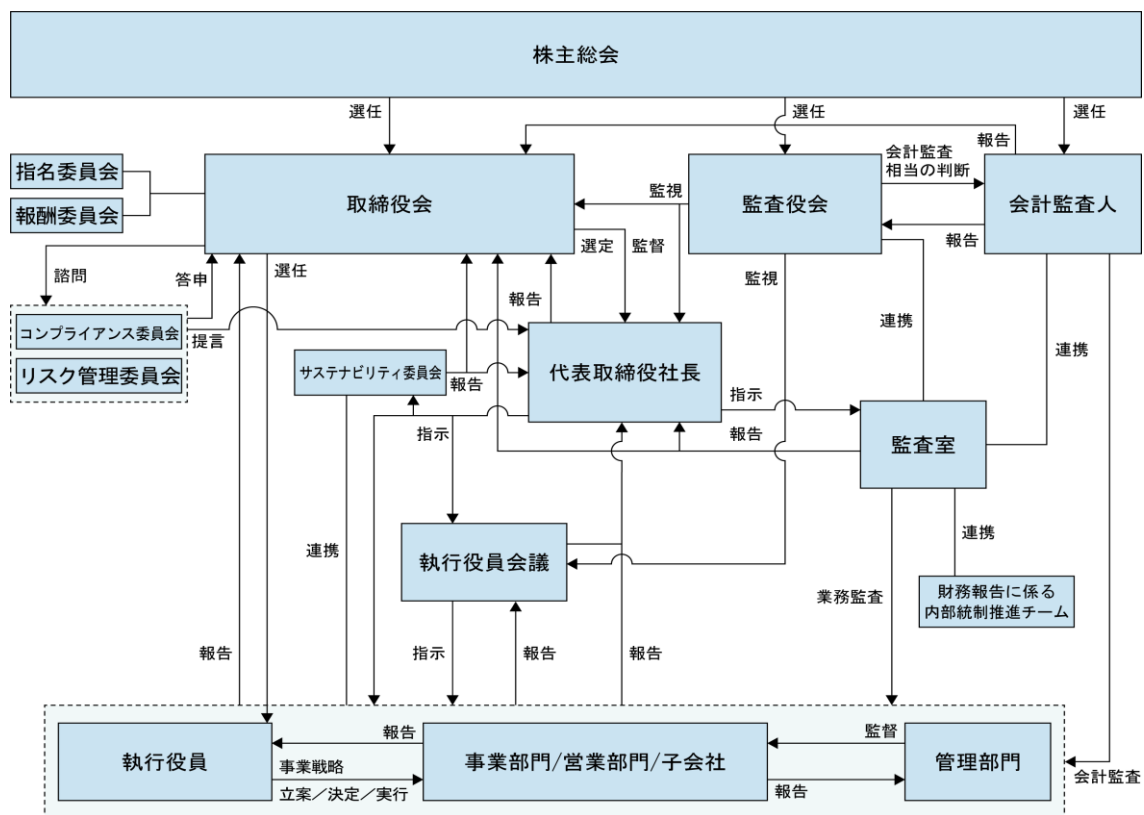 株主総会
選任
選任
選任
報告
指名委員会
報酬委員会
取締役会
監視
監査役会
会計監査
相当の判断
報告
会計監査人
諮問
答申
選任
選定
監督
監視
連携
連携
報告
コンプライアンス委員会
提言
リスク管理委員会
サステナビリティ委員会
報告
代表取締役社長
指示
指示
報告
監査室
連携
執行役員会議
連携
業務監査
財務報告に係る
内部統制推進チーム
報告
指示
報告
報告
執行役員
報告
事業戦略
立案／決定／実行
事業部門/営業部門/子会社
監督
報告
管理部門
会計監査